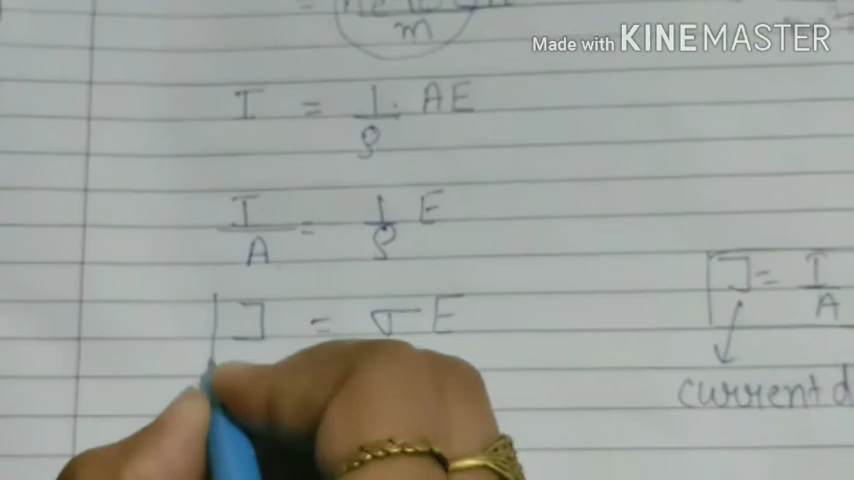 m
Made with KINEMASTER
I = 1/ρ . AE
I/A = 1/ρ E
J = I/A
J = σE
current d